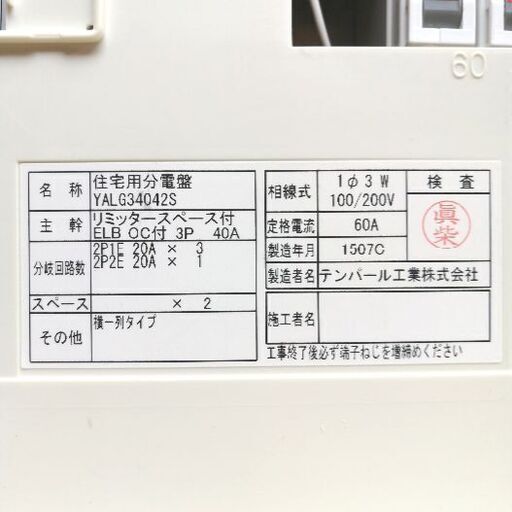 60
名称 住宅用分電盤 YALG34042S
主幹 リミッタースペース付 ELB OC付 3P 40A
分岐回路数 2P1E 20A × 3
2P2E 20A × 1
スペース × 2
その他 横一列タイプ
相線式 1φ3W 100/200V
定格電流 60A
製造年月 1507C
製造者名 テンパール工業株式会社
施工者名
検査
眞柴
工事終了後必ず端子ねじを増締めください